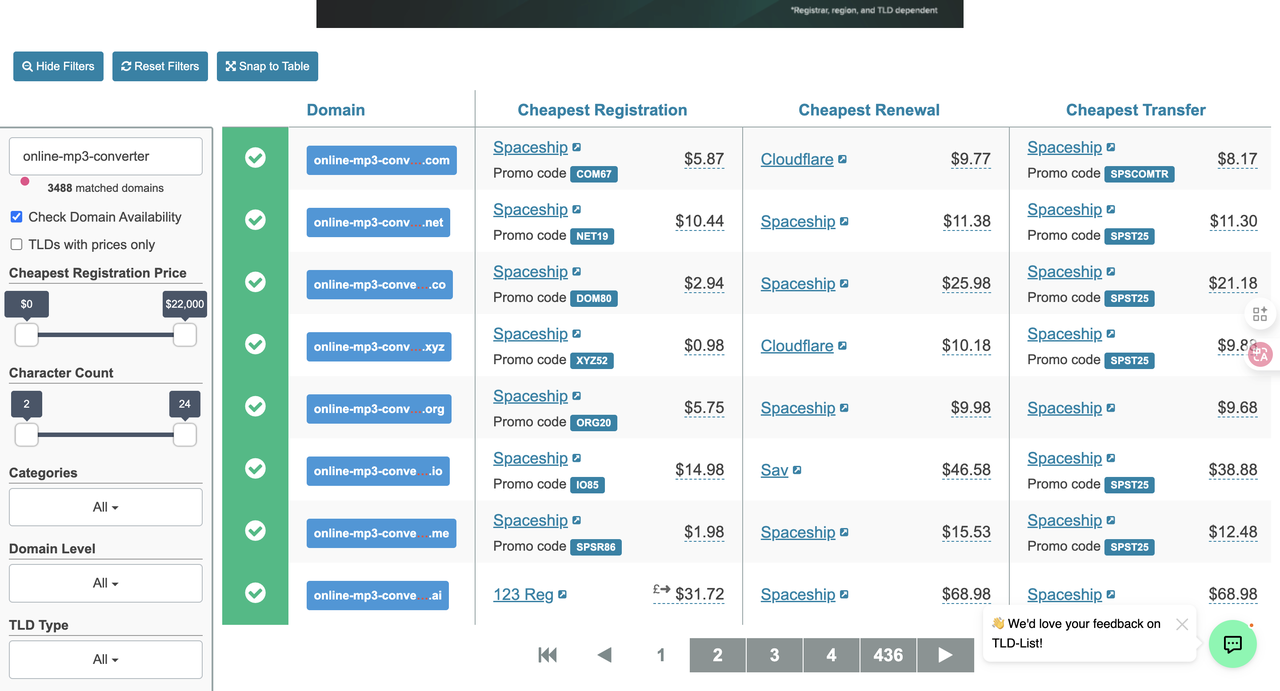 *Registrar, region, and TLD dependent
Hide Filters
Reset Filters
Snap to Table
Domain
Cheapest Registration
Cheapest Renewal
Cheapest Transfer
online-mp3-converter
3488 matched domains
Check Domain Availability
TLDs with prices only
Cheapest Registration Price
$0
$22,000
Character Count
2
24
Categories
All
Domain Level
All
TLD Type
All
online-mp3-conv....com
Spaceship
Promo code COM67
$5.87
Cloudflare
$9.77
Spaceship
Promo code SPSCOMTR
$8.17
online-mp3-conv....net
Spaceship
Promo code NET19
$10.44
Spaceship
$11.38
Spaceship
Promo code SPST25
$11.30
online-mp3-conve....co
Spaceship
Promo code DOM80
$2.94
Spaceship
$25.98
Spaceship
Promo code SPST25
$21.18
online-mp3-conv....xyz
Spaceship
Promo code XYZ52
$0.98
Cloudflare
$10.18
Spaceship
Promo code SPST25
online-mp3-conv....org
Spaceship
Promo code ORG20
$5.75
Spaceship
$9.98
Spaceship
$9.68
online-mp3-conve....io
Spaceship
Promo code IO85
$14.98
Sav
$46.58
Spaceship
Promo code SPST25
$38.88
online-mp3-conve....me
Spaceship
Promo code SPSR86
$1.98
Spaceship
$15.53
Spaceship
Promo code SPST25
$12.48
online-mp3-conve....ai
123 Reg
£→ $31.72
Spaceship
$68.98
Spaceship
$68.98
1
2
3
4
436
👋 We'd love your feedback on
TLD-List!